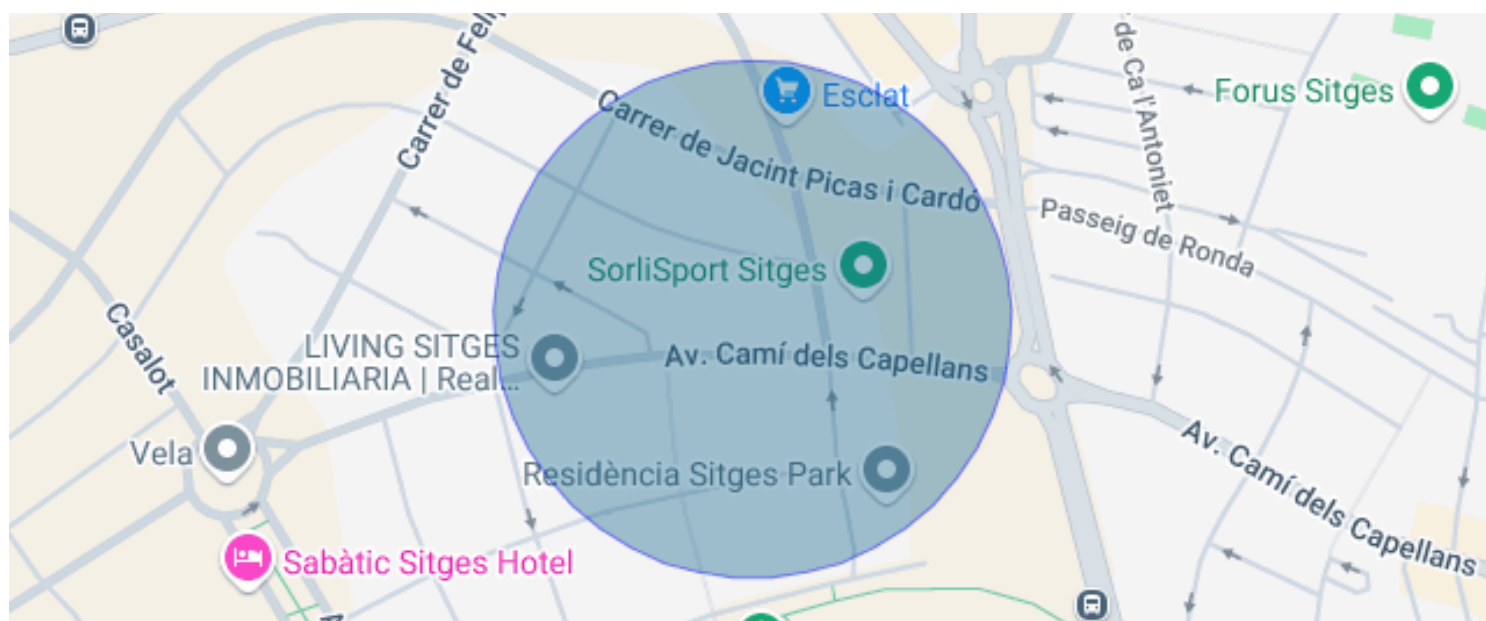 Carrer de Feli
Esclat
Carrer de Jacint Picas i Cardó
de Ca l'Antoniet
Forus Sitges
Passeig de Ronda
SorliSport Sitges
Casalot
LIVING SITGES
INMOBILIARIA | Real...
Av. Camí dels Capellans
Vela
Residència Sitges Park
Av. Camí dels Capellans
Sabàtic Sitges Hotel